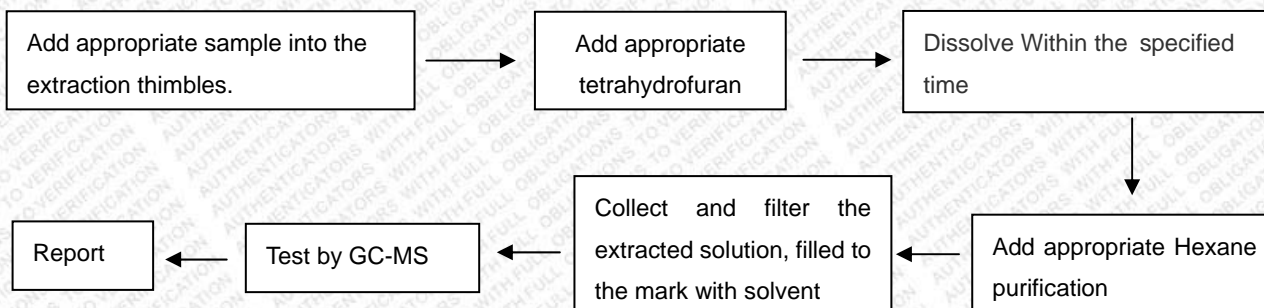 Add appropriate sample into the
extraction thimbles.
Add appropriate
tetrahydrofuran
Dissolve Within the specified
time
Add appropriate Hexane
purification
Collect and filter the
extracted solution, filled to
the mark with solvent
Test by GC-MS
Report